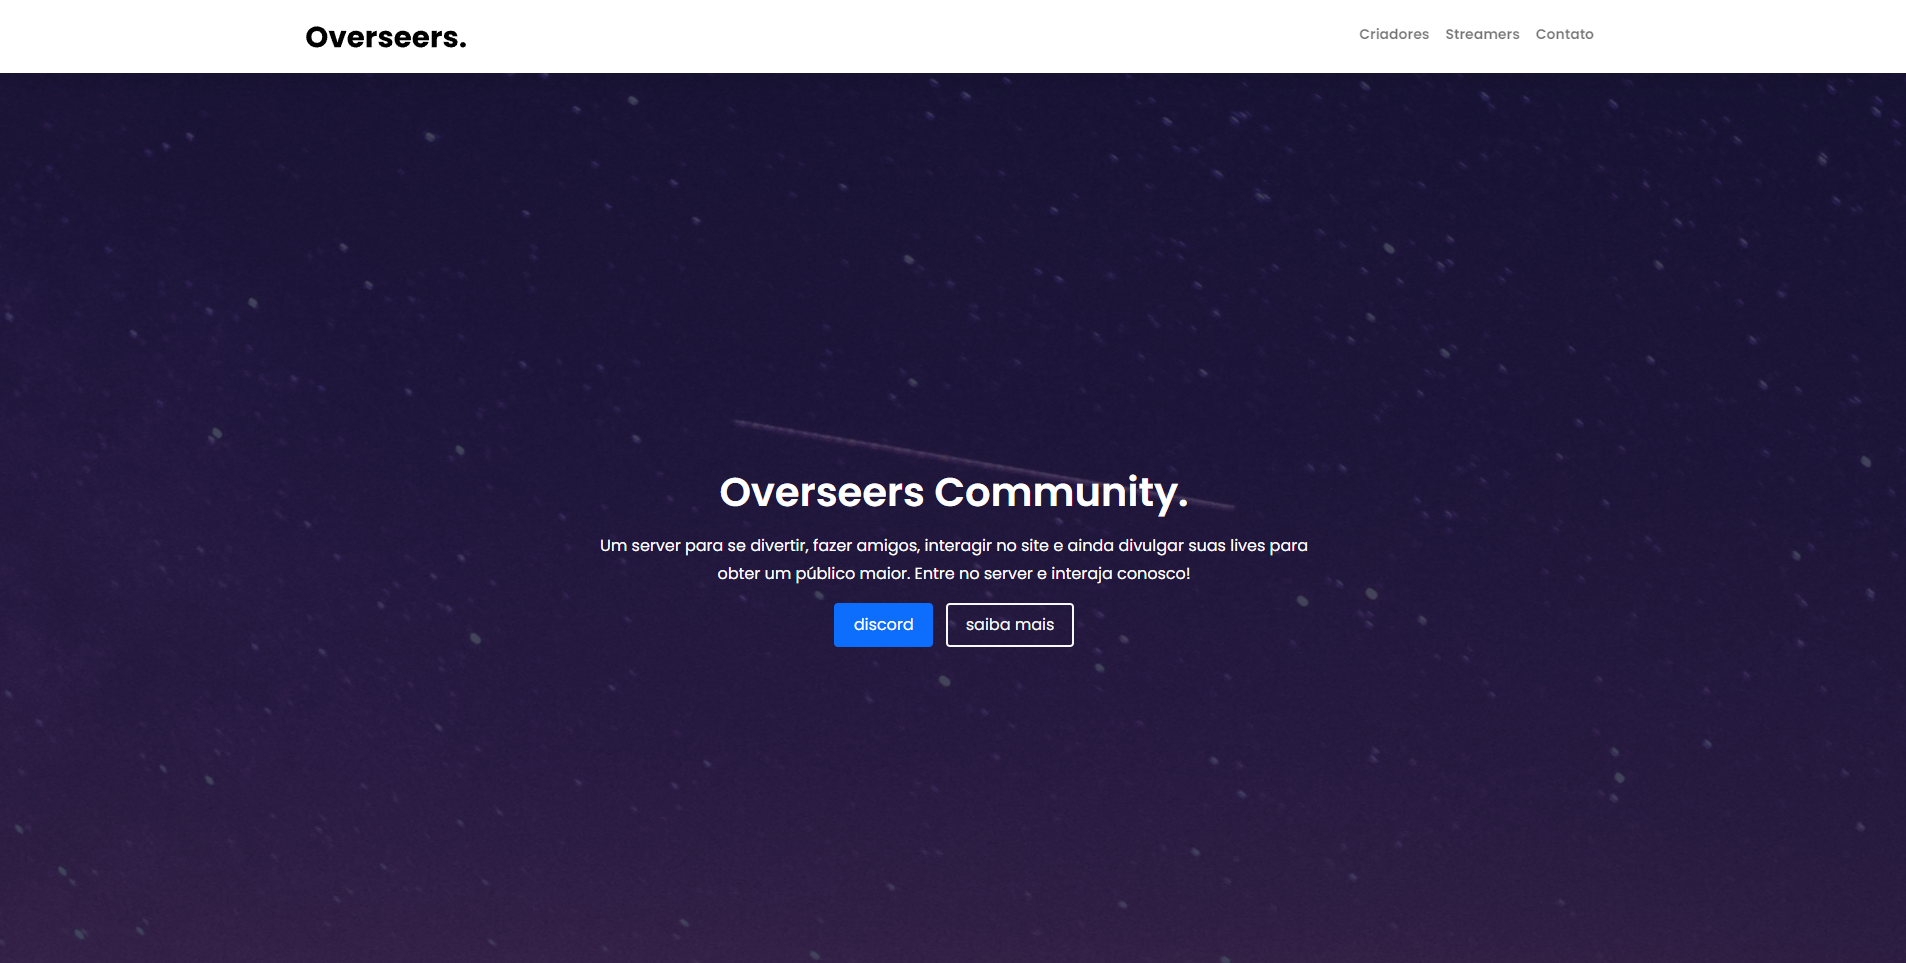 Overseers.
Criadores Streamers Contato
Overseers Community.
Um server para se divertir, fazer amigos, interagir no site e ainda divulgar suas lives para
obter um público maior. Entre no server e interaja conosco!
discord saiba mais